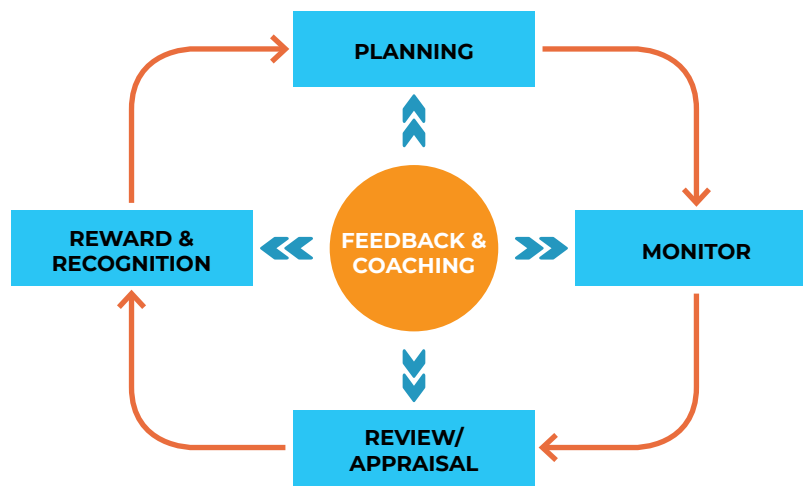 PLANNING
REWARD &
RECOGNITION
FEEDBACK &
COACHING
MONITOR
REVIEW/
APPRAISAL